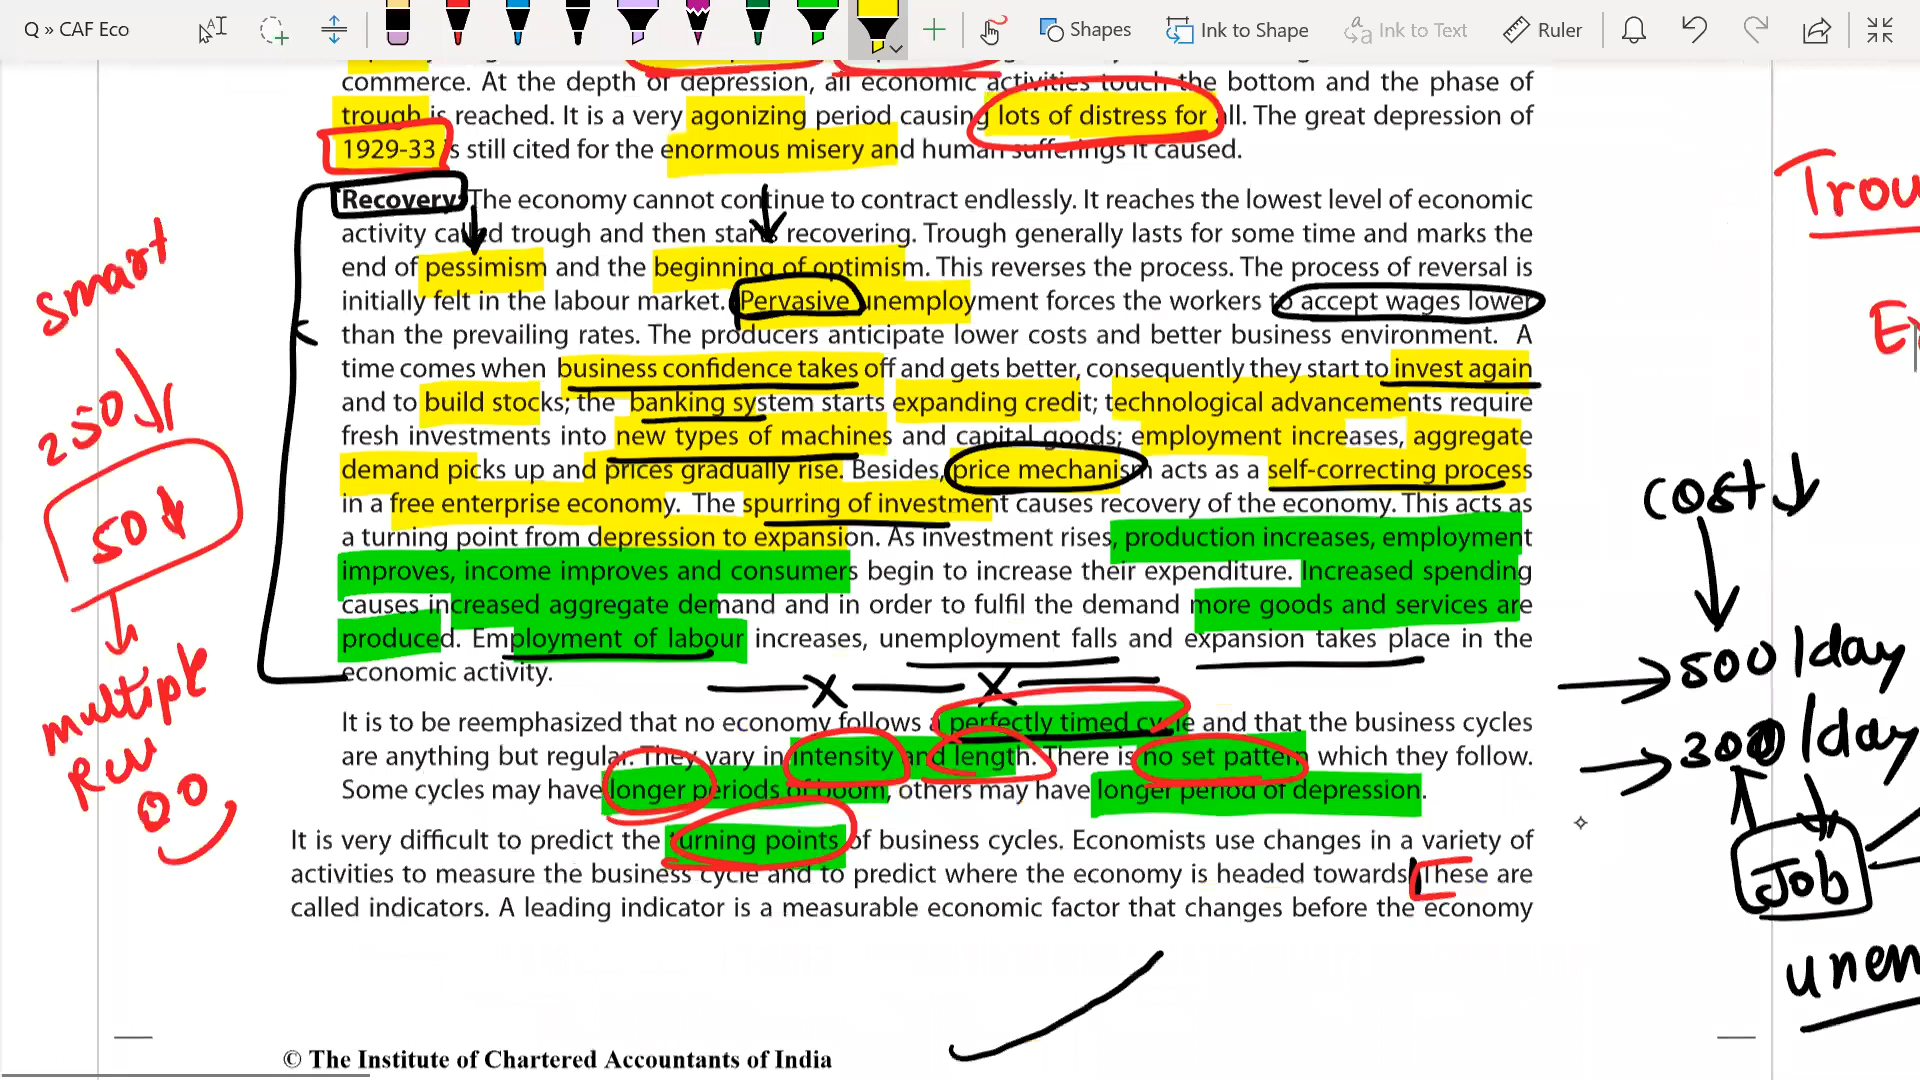 Q » CAF Eco
Shapes
Ink to Shape
Ink to Text
Ruler
commerce. At the depth of depression, all economic activities touch the bottom and the phase of
trough is reached. It is a very agonizing period causing lots of distress for all. The great depression of
1929-33 is still cited for the enormous misery and human sufferings it caused.
Recovery: The economy cannot continue to contract endlessly. It reaches the lowest level of economic
activity called trough and then starts recovering. Trough generally lasts for some time and marks the
end of pessimism and the beginning of optimism. This reverses the process. The process of reversal is
initially felt in the labour market. Pervasive unemployment forces the workers to accept wages lower
than the prevailing rates. The producers anticipate lower costs and better business environment. A
time comes when business confidence takes off and gets better, consequently they start to invest again
and to build stocks; the banking system starts expanding credit; technological advancements require
fresh investments into new types of machines and capital goods; employment increases, aggregate
demand picks up and prices gradually rise. Besides, price mechanism acts as a self-correcting process
in a free enterprise economy. The spurring of investment causes recovery of the economy. This acts as
a turning point from depression to expansion. As investment rises, production increases, employment
improves, income improves and consumers begin to increase their expenditure. Increased spending
causes increased aggregate demand and in order to fulfil the demand more goods and services are
produced. Employment of labour increases, unemployment falls and expansion takes place in the
economic activity.
It is to be reemphasized that no economy follows a perfectly timed cycle and that the business cycles
are anything but regular. They vary in intensity and length. There is no set pattern which they follow.
Some cycles may have longer periods of boom, others may have longer period of depression.
It is very difficult to predict the turning points of business cycles. Economists use changes in a variety of
activities to measure the business cycle and to predict where the economy is headed towards. These are
called indicators. A leading indicator is a measurable economic factor that changes before the economy
© The Institute of Chartered Accountants of India
smart
250
50
multiple
Trou
cost
500/day
300/day
Job
unem